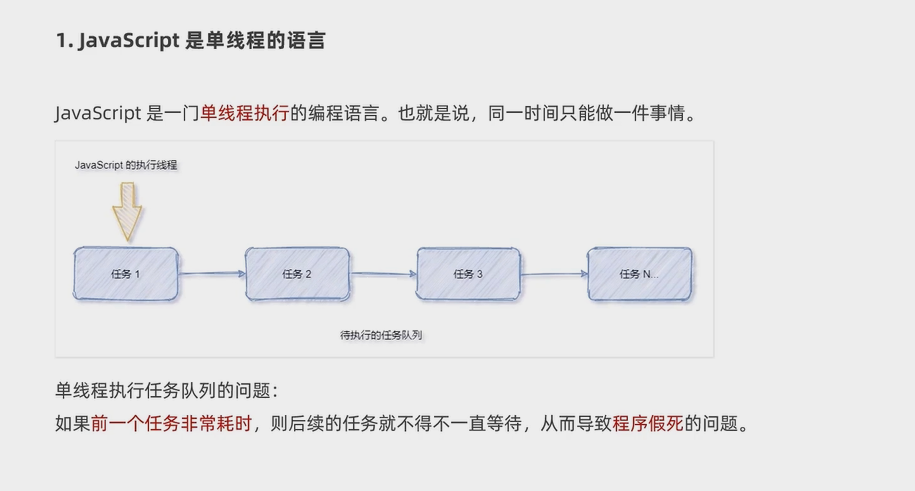 1. JavaScript 是单线程的语言
JavaScript 是一门单线程执行的编程语言。也就是说，同一时间只能做一件事情。
JavaScript 的执行线程
任务 1
任务 2
任务 3
任务 N...
待执行的任务队列
单线程执行任务队列的问题：
如果前一个任务非常耗时，则后续的任务就不得不一直等待，从而导致程序假死的问题。